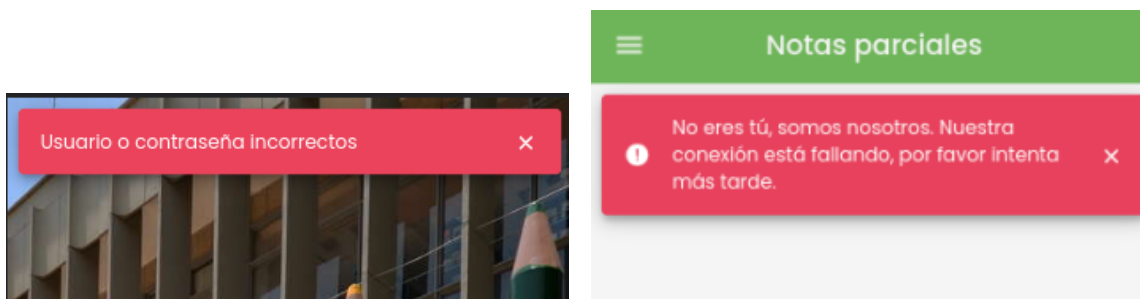 Usuario o contraseña incorrectos
Notas parciales
No eres tú, somos nosotros. Nuestra
conexión está fallando, por favor intenta
más tarde.